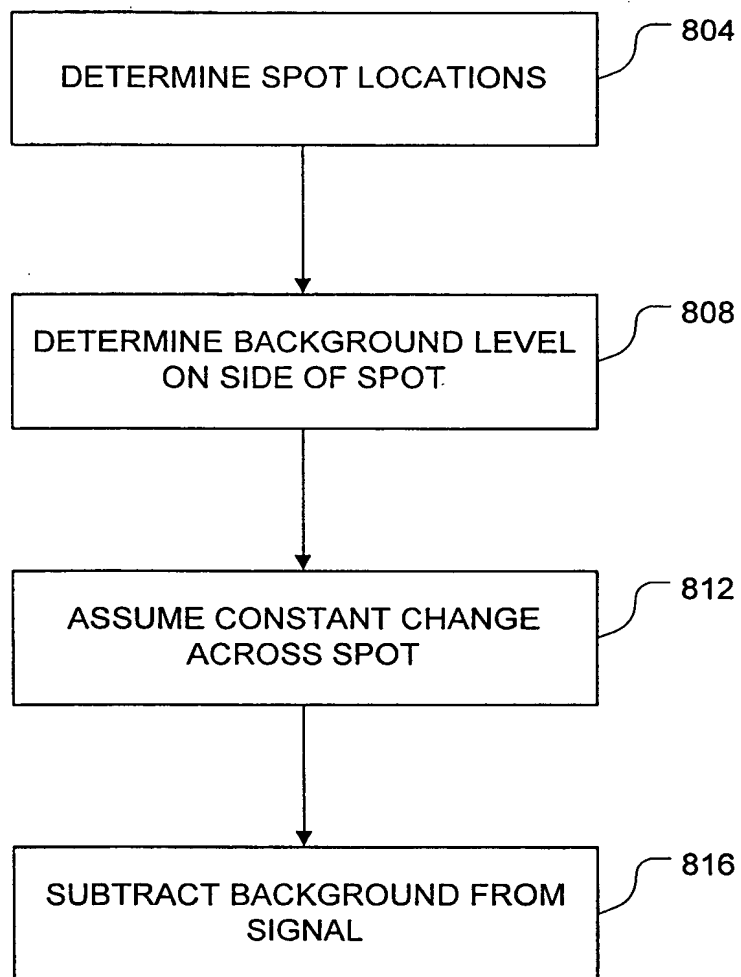 804
DETERMINE SPOT LOCATIONS
808
DETERMINE BACKGROUND LEVEL
ON SIDE OF SPOT
812
ASSUME CONSTANT CHANGE
ACROSS SPOT
816
SUBTRACT BACKGROUND FROM
SIGNAL